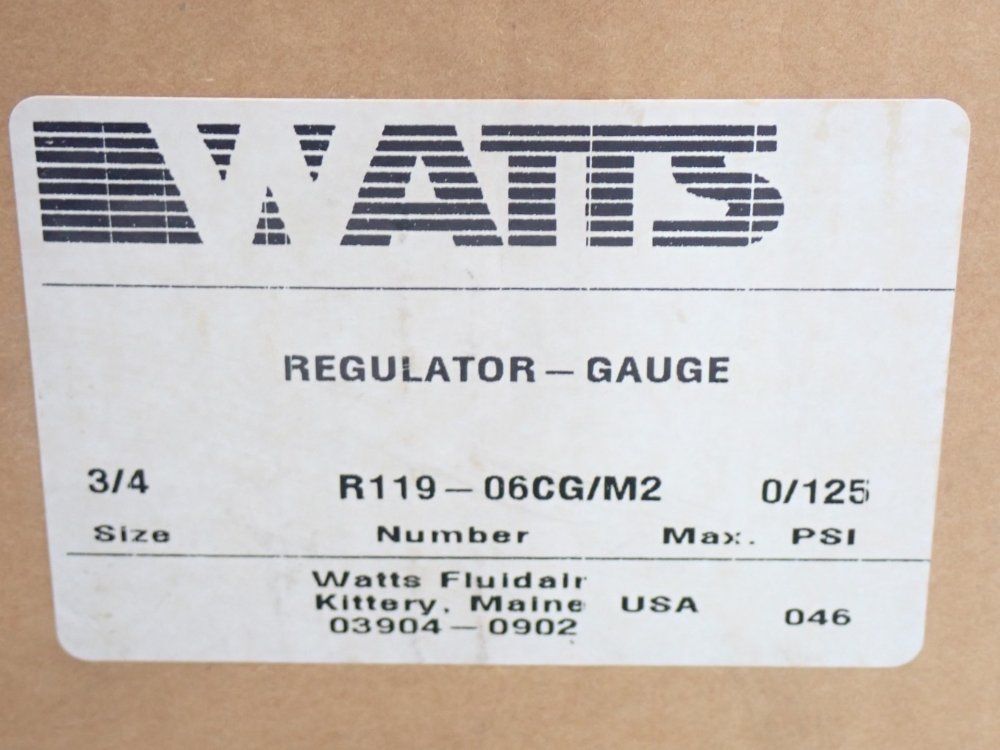 WATTS
REGULATOR – GAUGE
3/4 R119 – 06CG/M2 0/125
Size Number Max. PSI
Watts Fluidair
Kittery, Maine USA 046
03904 – 0902